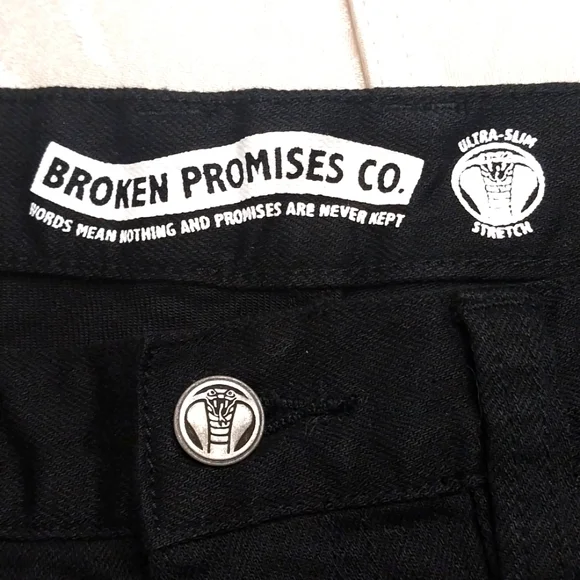 BROKEN PROMISES CO.
WORDS MEAN NOTHING AND PROMISES ARE NEVER KEPT
ULTRA-SLIM
STRETCH